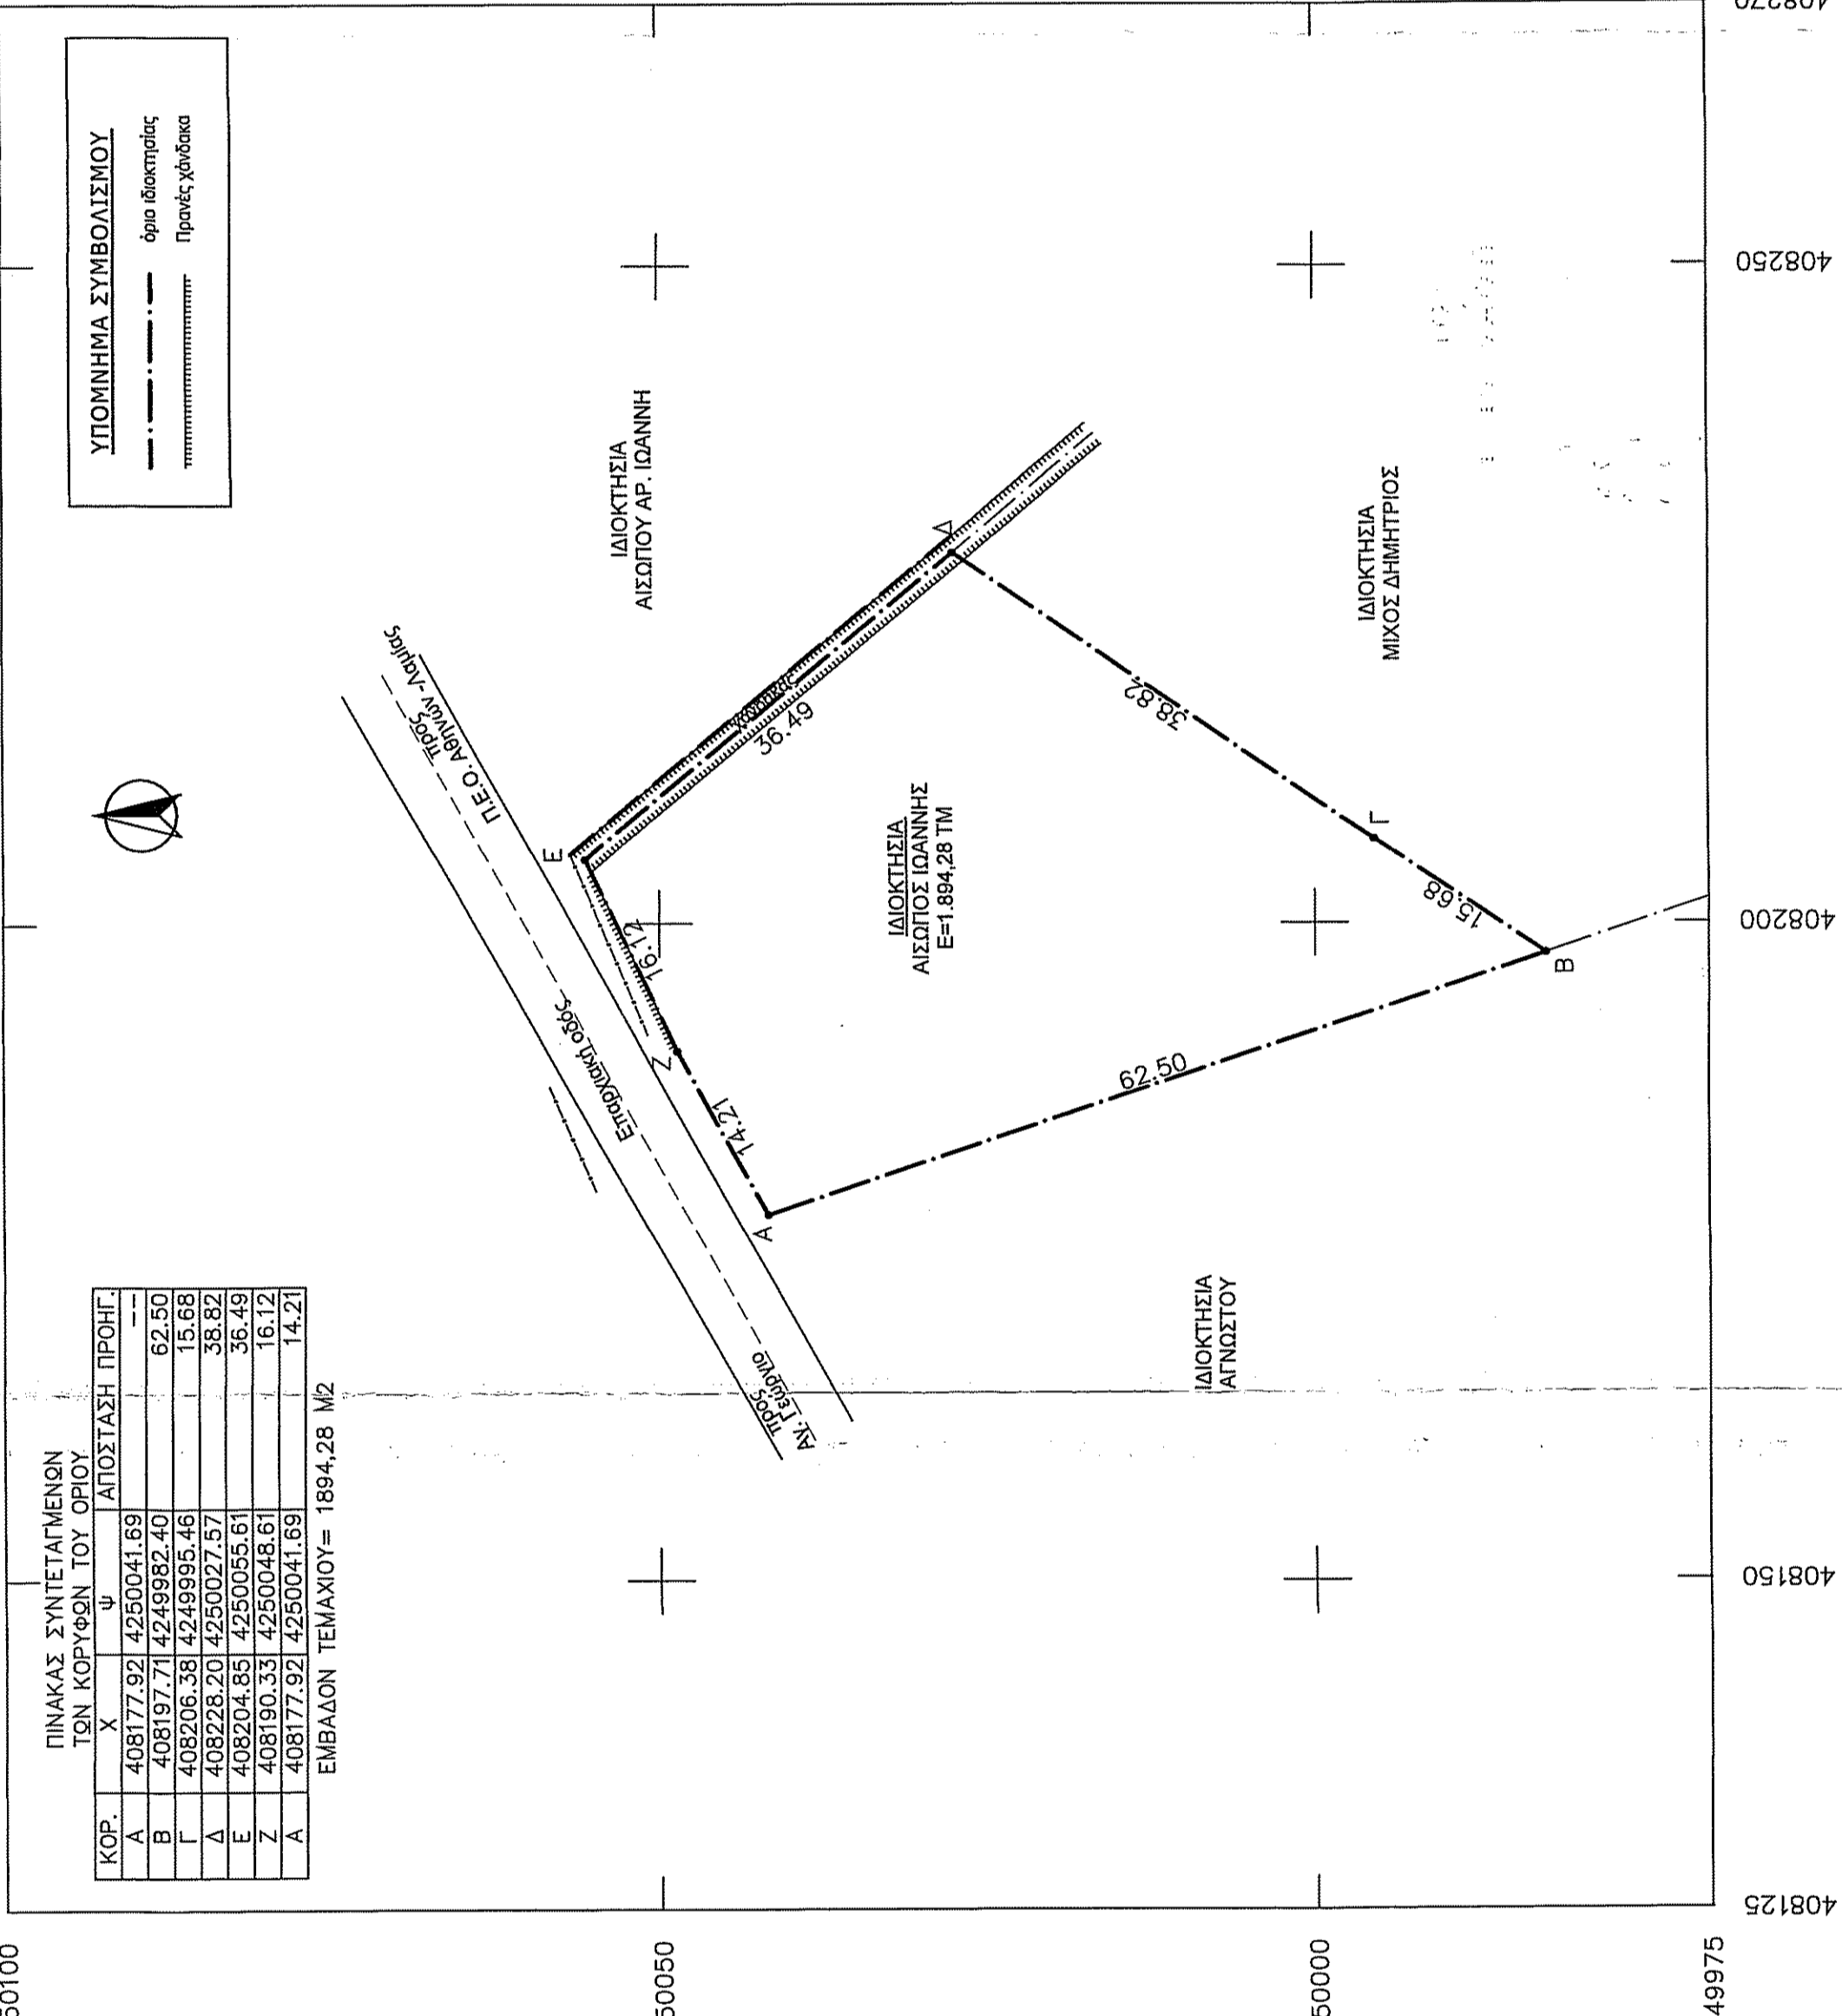 ΠΙΝΑΚΑΣ ΣΥΝΤΕΤΑΓΜΕΝΩΝ
ΤΩΝ ΚΟΡΥΦΩΝ ΤΟΥ ΟΡΙΟΥ
ΚΟΡ. Χ Ψ ΑΠΟΣΤΑΣΗ ΠΡΟΗΓ.
Α 408177.92 4250041.69 ---
Β 408197.71 4249982.40 62.50
Γ 408206.38 4249995.46 15.68
Δ 408228.20 4250027.57 38.82
Ε 408204.85 4250055.61 36.49
Ζ 408190.33 4250048.61 16.12
Α 408177.92 4250041.69 14.21
ΕΜΒΑΔΟΝ ΤΕΜΑΧΙΟΥ= 1894,28 Μ2
ΥΠΟΜΝΗΜΑ ΣΥΜΒΟΛΙΣΜΟΥ
όριο ιδιοκτησίας
Πρανές χάνδακα
προς
Π.Ε.Ο. Αθηνών-Λαμίας
Επαρχιακή οδός
προς
Αγ. Γεώργιο
ΙΔΙΟΚΤΗΣΙΑ
ΑΙΣΩΠΟΥ ΑΡ. ΙΩΑΝΝΗ
Ε
Δ
Ζ
Α
Γ
Β
16.12
36.49
14.21
38.82
62.50
15.68
ΙΔΙΟΚΤΗΣΙΑ
ΑΙΣΩΠΟΣ ΙΩΑΝΝΗΣ
Ε=1.894,28 ΤΜ
ΙΔΙΟΚΤΗΣΙΑ
ΜΙΧΟΣ ΔΗΜΗΤΡΙΟΣ
ΙΔΙΟΚΤΗΣΙΑ
ΑΓΝΩΣΤΟΥ
50100
50050
50000
49975
408125
408150
408200
408250
408270